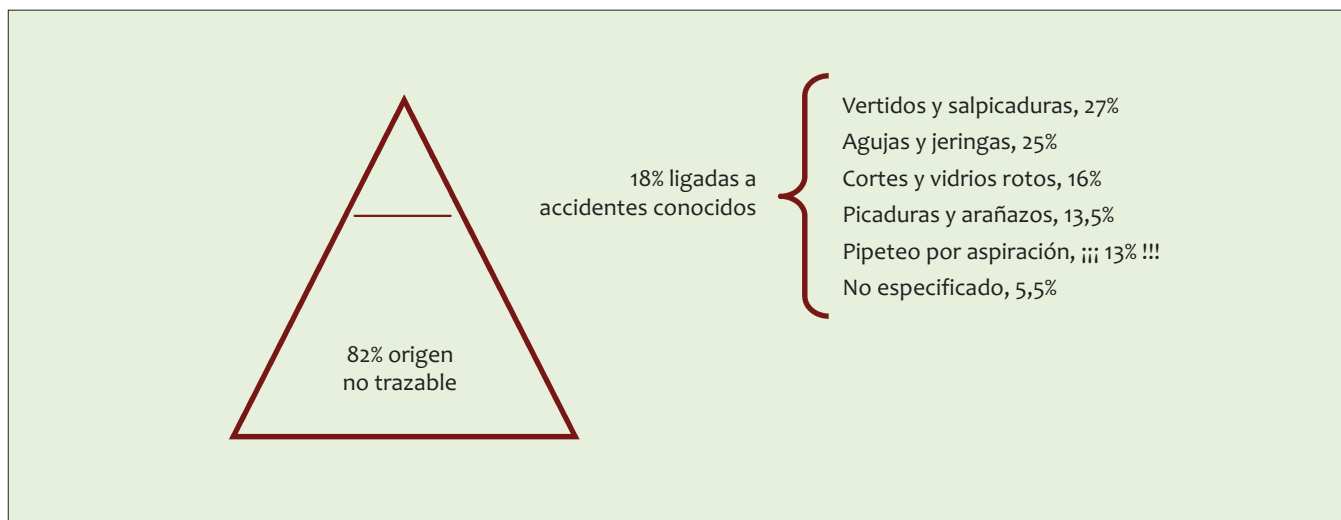 18% ligadas a
accidentes conocidos
Vertidos y salpicaduras, 27%
Agujas y jeringas, 25%
Cortes y vidrios rotos, 16%
Picaduras y arañazos, 13,5%
Pipeteo por aspiración, ¡¡¡ 13% !!!
No especificado, 5,5%
82% origen
no trazable